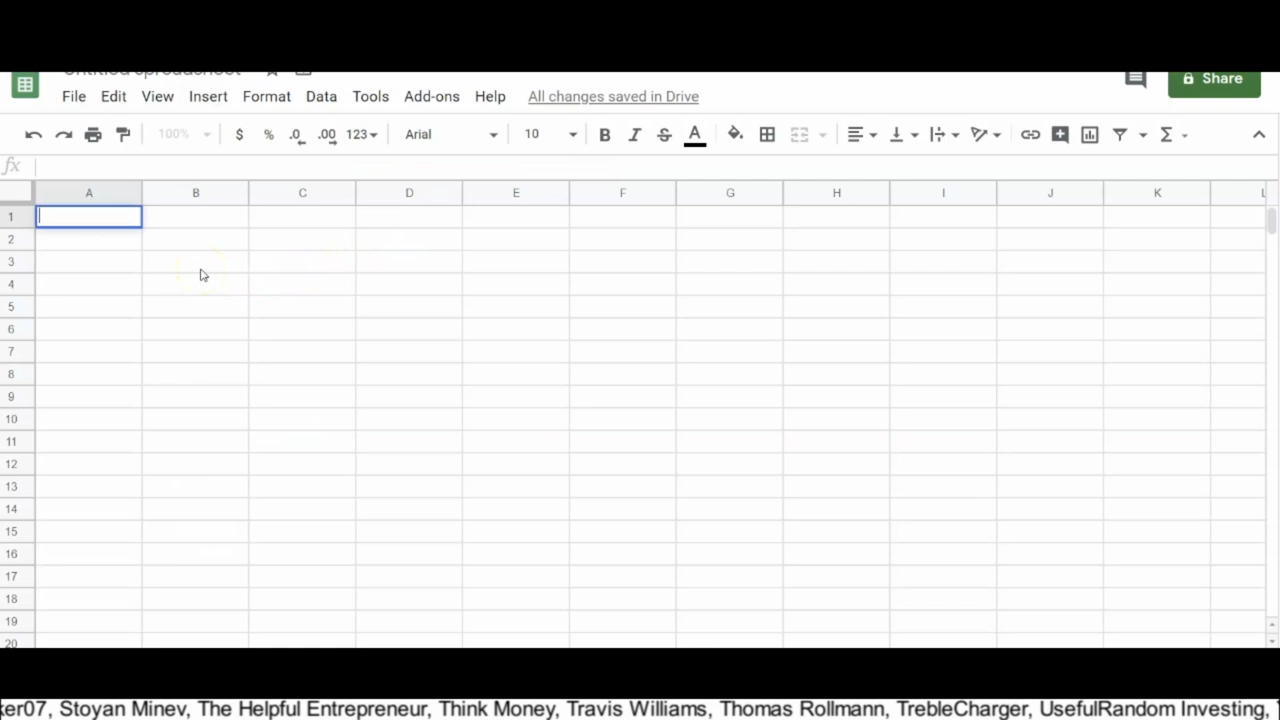 Untitled spreadsheet
Share
File Edit View Insert Format Data Tools Add-ons Help All changes saved in Drive
100% $ % .0 .00 123 Arial 10 B I S A Σ
fx
A B C D E F G H I J K L
1
2
3
4
5
6
7
8
9
10
11
12
13
14
15
16
17
18
19
20
ker07, Stoyan Minev, The Helpful Entrepreneur, Think Money, Travis Williams, Thomas Rollmann, TrebleCharger, UsefulRandom Investing,